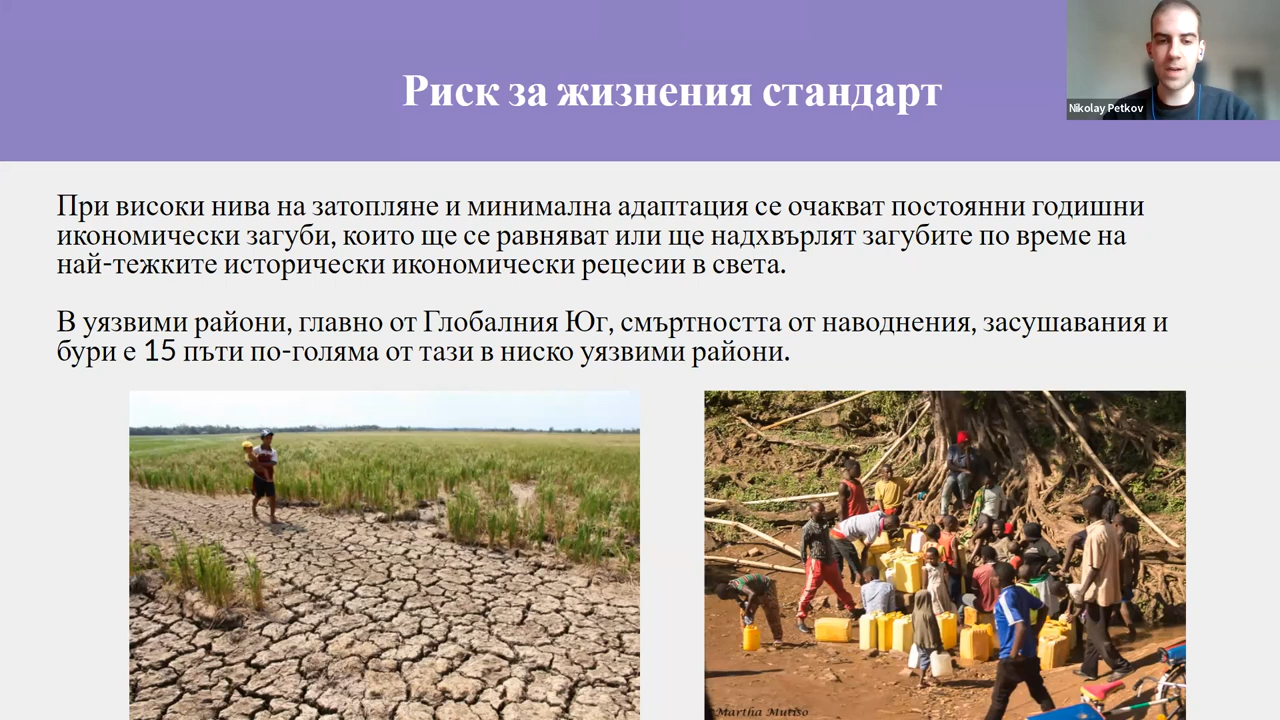 Риск за жизнения стандарт
Nikolay Petkov
При високи нива на затопляне и минимална адаптация се очакват постоянни годишни
икономически загуби, които ще се равняват или ще надхвърлят загубите по време на
най-тежките исторически икономически рецесии в света.
В уязвими райони, главно от Глобалния Юг, смъртността от наводнения, засушавания и
бури е 15 пъти по-голяма от тази в ниско уязвими райони.
Martha Mutiso